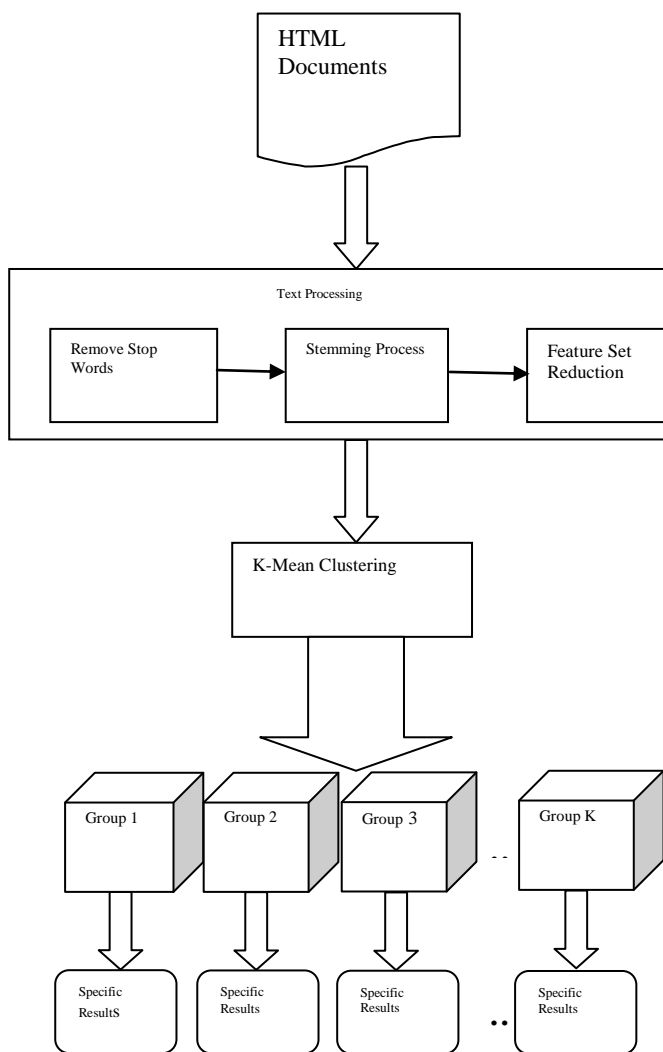 HTML
Documents
Text Processing
Remove Stop
Words
Stemming Process
Feature Set
Reduction
K-Mean Clustering
Group 1
Group 2
Group 3
. .
Group K
Specific
ResultS
Specific
Results
Specific
Results
..
Specific
Results